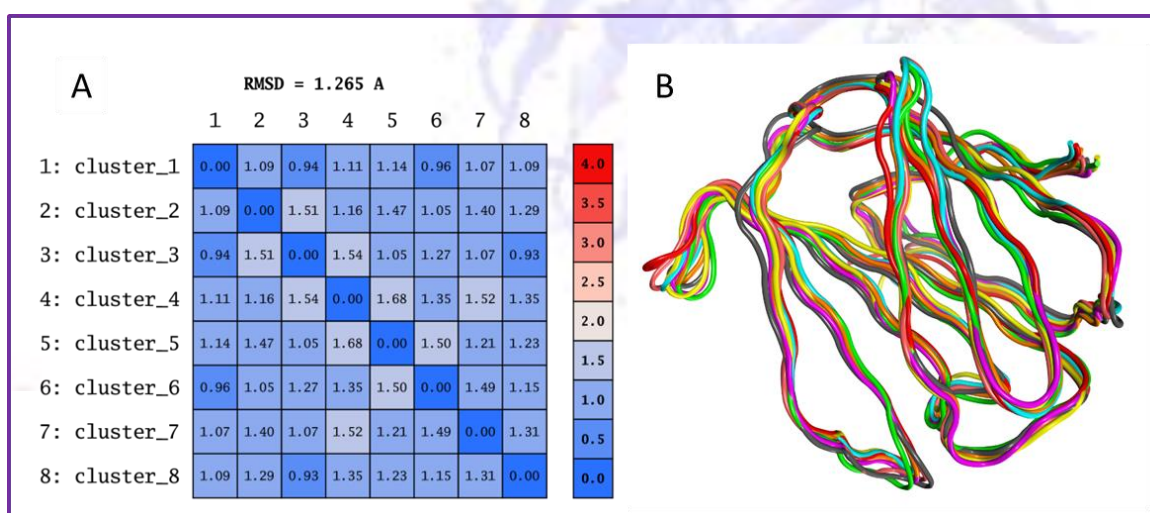 A
RMSD = 1.265 A
1 2 3 4 5 6 7 8
1: cluster_1 0.00 1.09 0.94 1.11 1.14 0.96 1.07 1.09
2: cluster_2 1.09 0.00 1.51 1.16 1.47 1.05 1.40 1.29
3: cluster_3 0.94 1.51 0.00 1.54 1.05 1.27 1.07 0.93
4: cluster_4 1.11 1.16 1.54 0.00 1.68 1.35 1.52 1.35
5: cluster_5 1.14 1.47 1.05 1.68 0.00 1.50 1.21 1.23
6: cluster_6 0.96 1.05 1.27 1.35 1.50 0.00 1.49 1.15
7: cluster_7 1.07 1.40 1.07 1.52 1.21 1.49 0.00 1.31
8: cluster_8 1.09 1.29 0.93 1.35 1.23 1.15 1.31 0.00
4.0
3.5
3.0
2.5
2.0
1.5
1.0
0.5
0.0
B